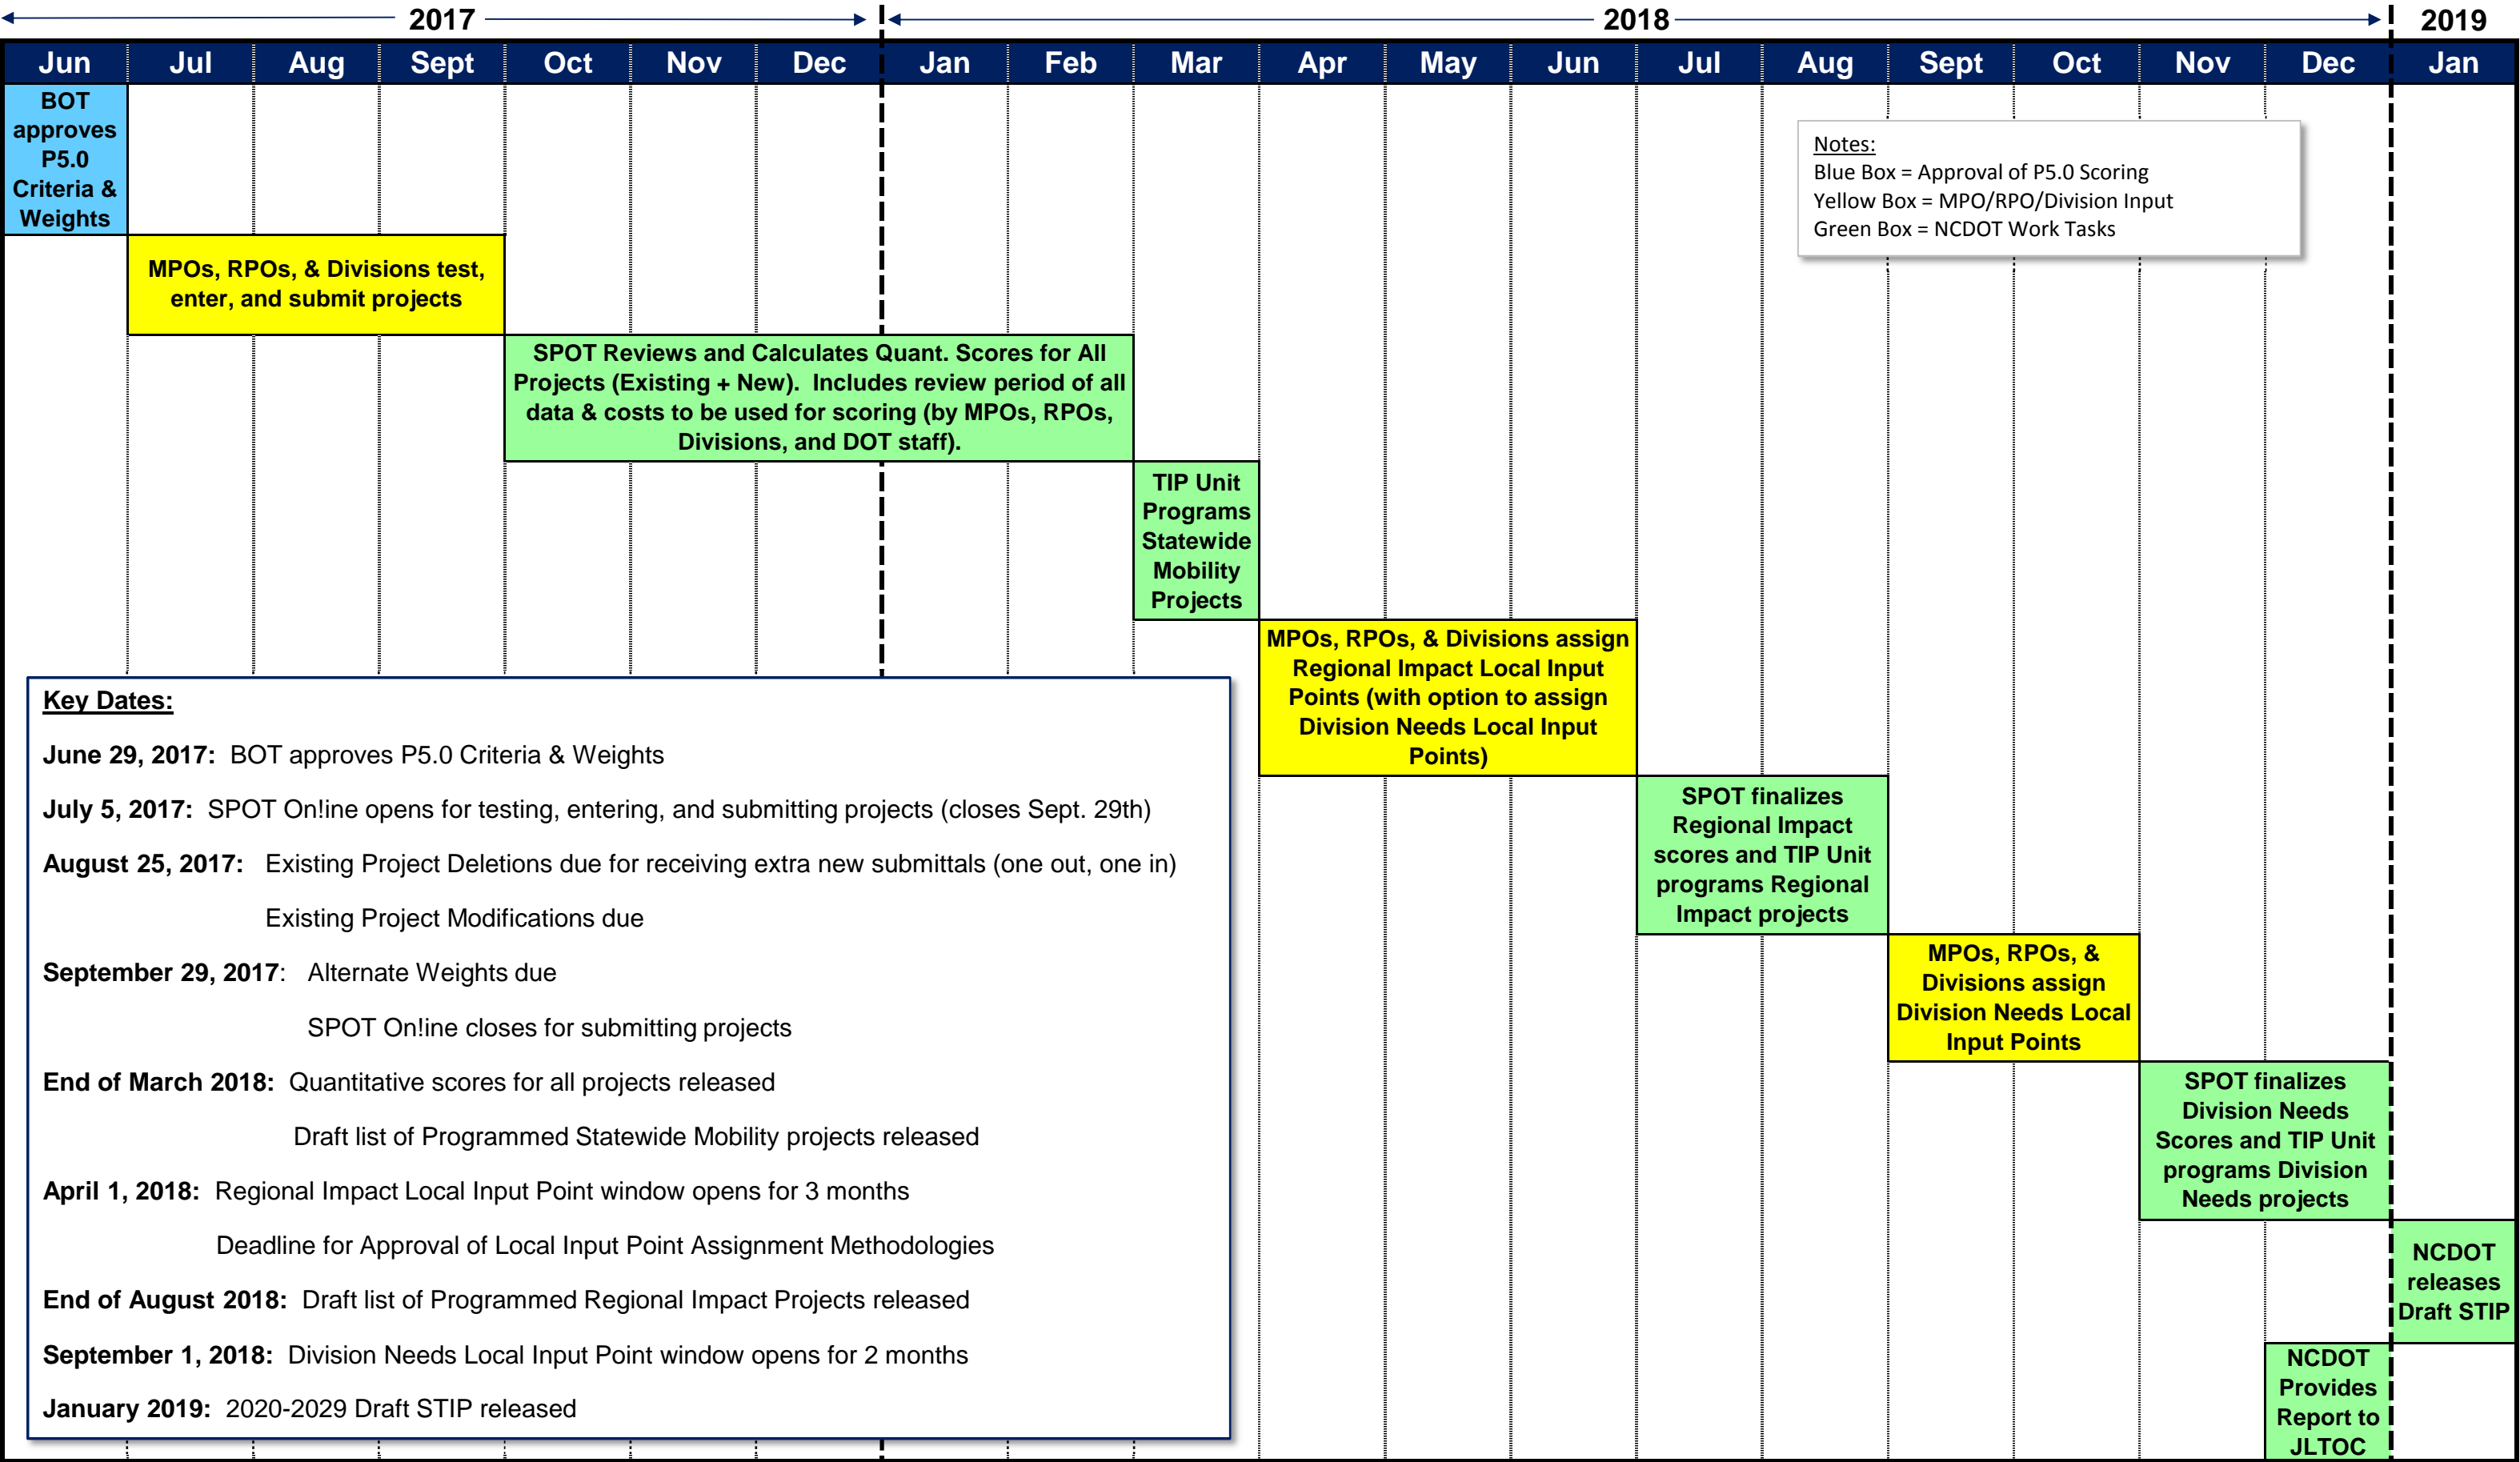 2017
2018
2019
Jun Jul Aug Sept Oct Nov Dec Jan Feb Mar Apr May Jun Jul Aug Sept Oct Nov Dec Jan
BOT
approves
P5.0
Criteria &
Weights
Notes:
Blue Box = Approval of P5.0 Scoring
Yellow Box = MPO/RPO/Division Input
Green Box = NCDOT Work Tasks
MPOs, RPOs, & Divisions test,
enter, and submit projects
SPOT Reviews and Calculates Quant. Scores for All
Projects (Existing + New). Includes review period of all
data & costs to be used for scoring (by MPOs, RPOs,
Divisions, and DOT staff).
TIP Unit
Programs
Statewide
Mobility
Projects
MPOs, RPOs, & Divisions assign
Regional Impact Local Input
Points (with option to assign
Division Needs Local Input
Points)
SPOT finalizes
Regional Impact
scores and TIP Unit
programs Regional
Impact projects
MPOs, RPOs, &
Divisions assign
Division Needs Local
Input Points
SPOT finalizes
Division Needs
Scores and TIP Unit
programs Division
Needs projects
NCDOT
releases
Draft STIP
NCDOT
Provides
Report to
JLTOC
Key Dates:
June 29, 2017: BOT approves P5.0 Criteria & Weights
July 5, 2017: SPOT On!ine opens for testing, entering, and submitting projects (closes Sept. 29th)
August 25, 2017: Existing Project Deletions due for receiving extra new submittals (one out, one in)
Existing Project Modifications due
September 29, 2017: Alternate Weights due
SPOT On!ine closes for submitting projects
End of March 2018: Quantitative scores for all projects released
Draft list of Programmed Statewide Mobility projects released
April 1, 2018: Regional Impact Local Input Point window opens for 3 months
Deadline for Approval of Local Input Point Assignment Methodologies
End of August 2018: Draft list of Programmed Regional Impact Projects released
September 1, 2018: Division Needs Local Input Point window opens for 2 months
January 2019: 2020-2029 Draft STIP released